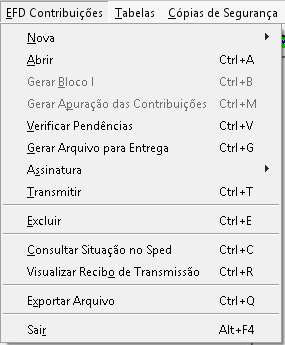 EFD Contribuições Tabelas Cópias de Segurança
Nova
Abrir Ctrl+A
Gerar Bloco I Ctrl+B
Gerar Apuração das Contribuições Ctrl+M
Verificar Pendências Ctrl+V
Gerar Arquivo para Entrega Ctrl+G
Assinatura
Transmitir Ctrl+T
Excluir Ctrl+E
Consultar Situação no Sped Ctrl+C
Visualizar Recibo de Transmissão Ctrl+R
Exportar Arquivo Ctrl+Q
Sair Alt+F4